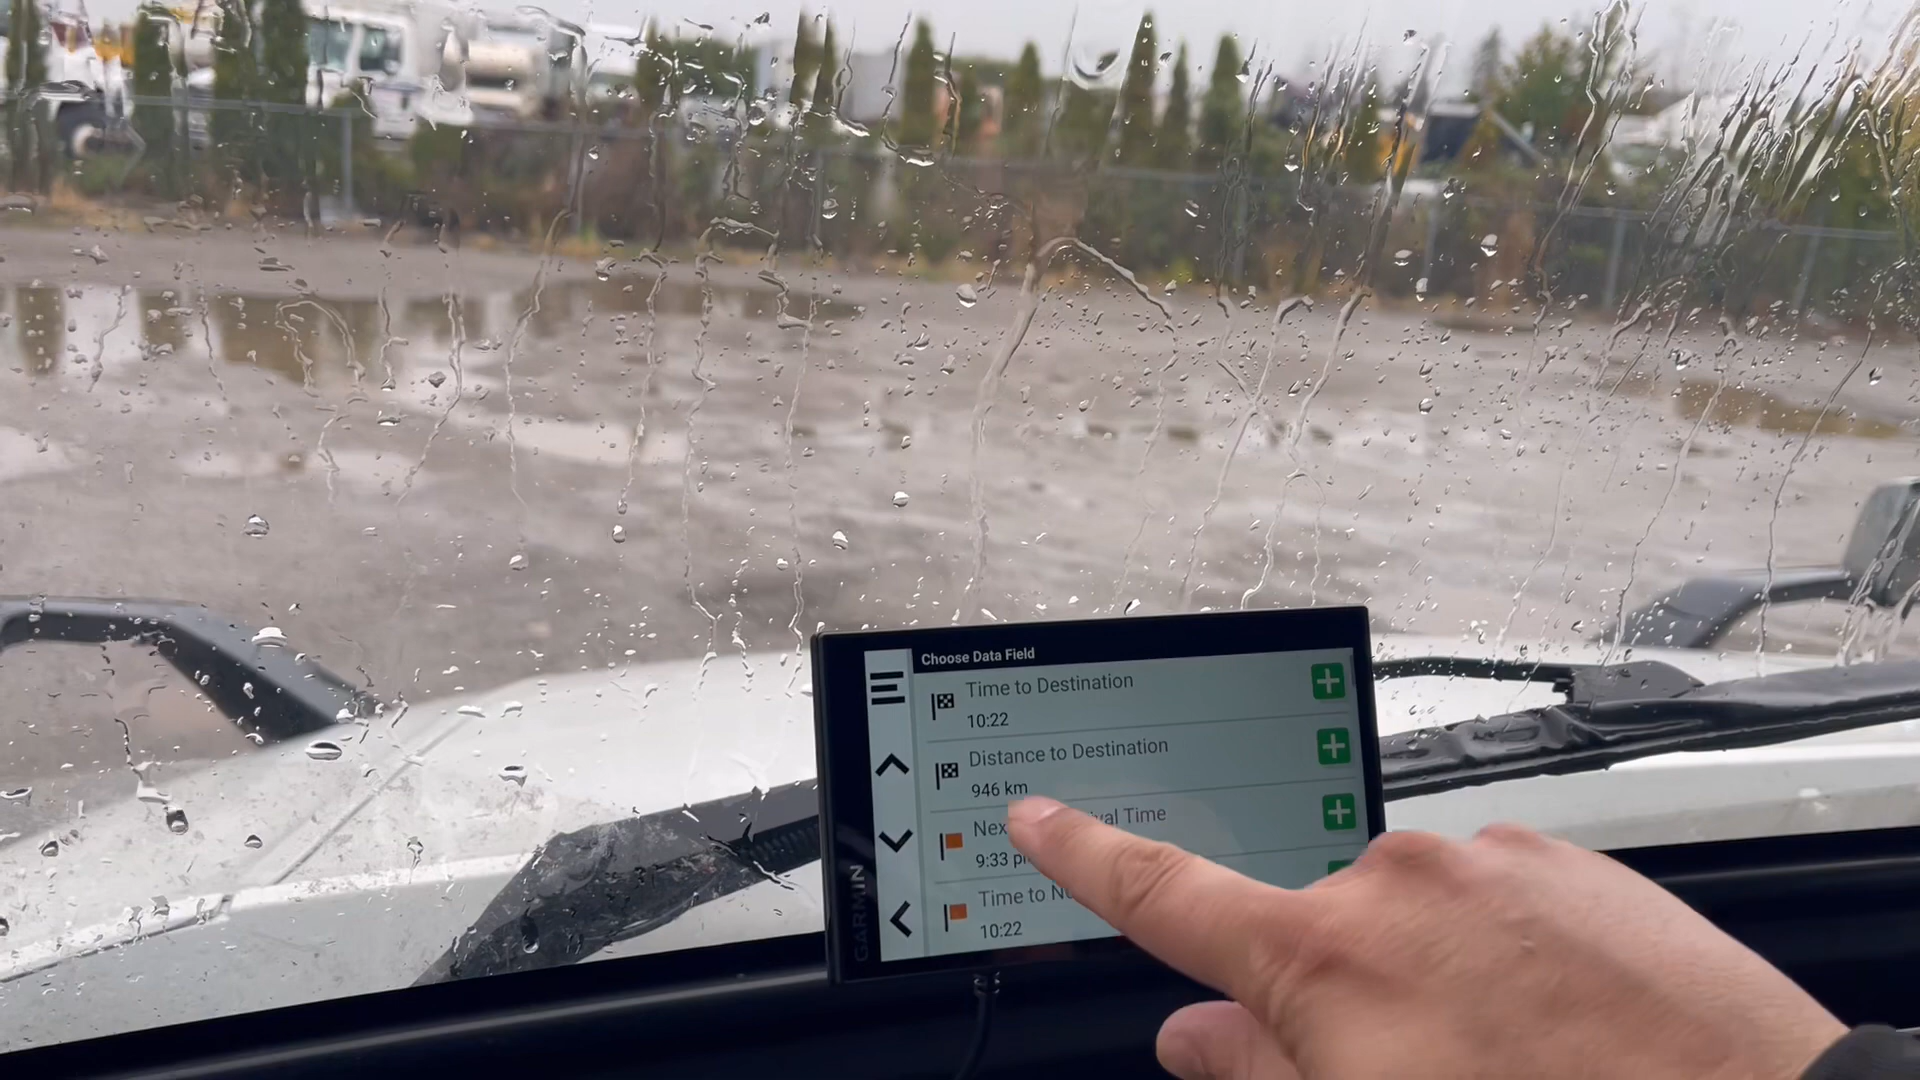 Choose Data Field
Time to Destination
10:22
Distance to Destination
946 km
Time
9:33
Time to
10:22
GARMIN